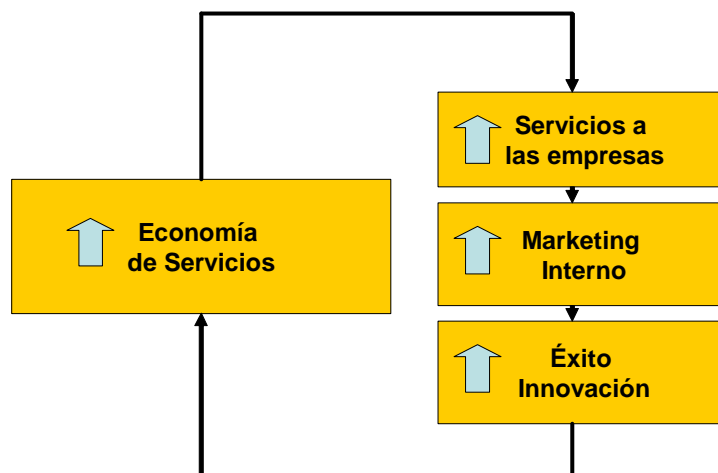 Servicios a
las empresas
Economía
de Servicios
Marketing
Interno
Éxito
Innovación